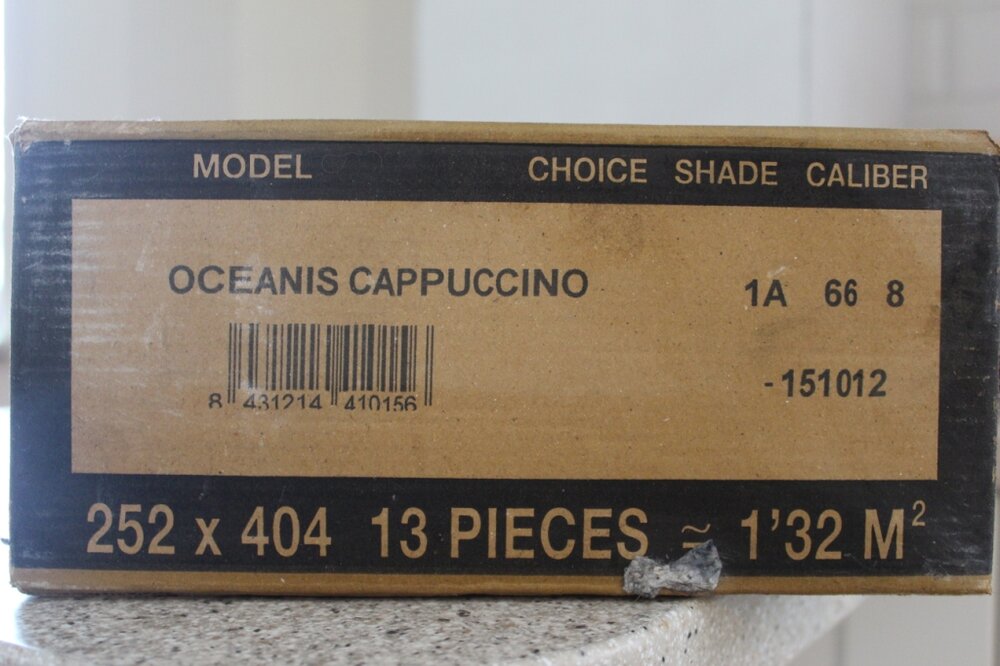 MODEL CHOICE SHADE CALIBER
OCEANIS CAPPUCCINO 1A 66 8
8 431214 410156
-151012
252 x 404 13 PIECES ≃ 1'32 M²